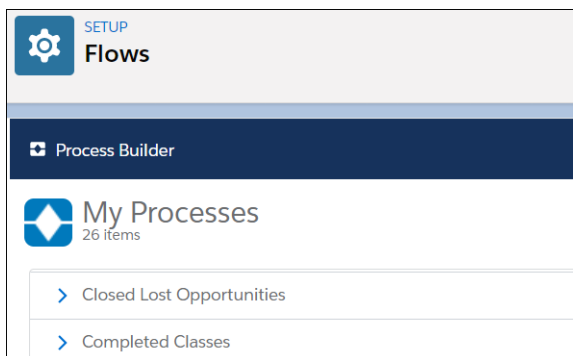 SETUP
Flows
Process Builder
My Processes
26 items
Closed Lost Opportunities
Completed Classes